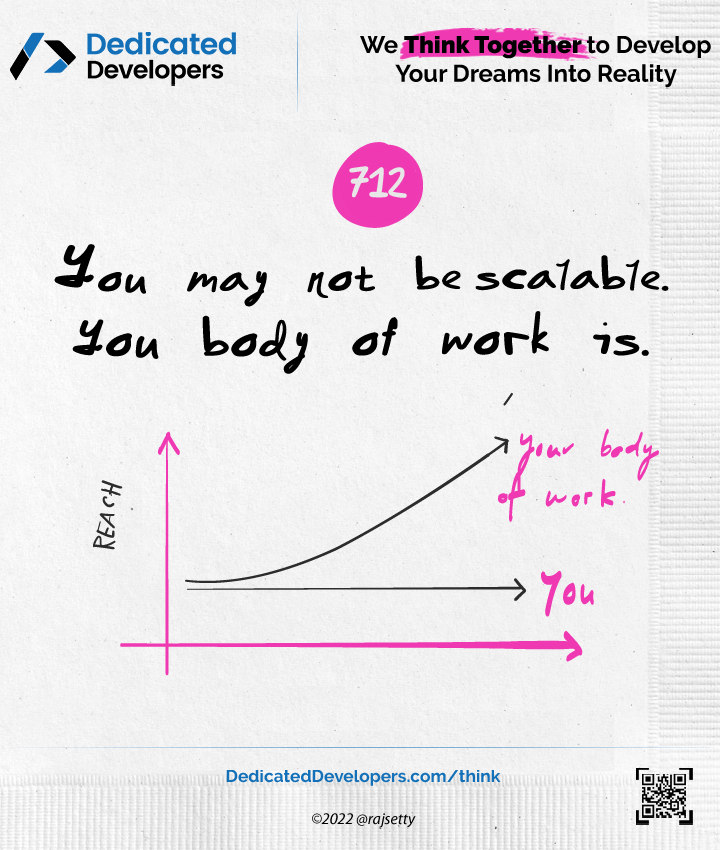 Dedicated
Developers
We Think Together to Develop
Your Dreams Into Reality
712
You may not be scalable.
You body of work is.
REACH
your body
of work.
You
DedicatedDevelopers.com/think
©2022 @rajsetty